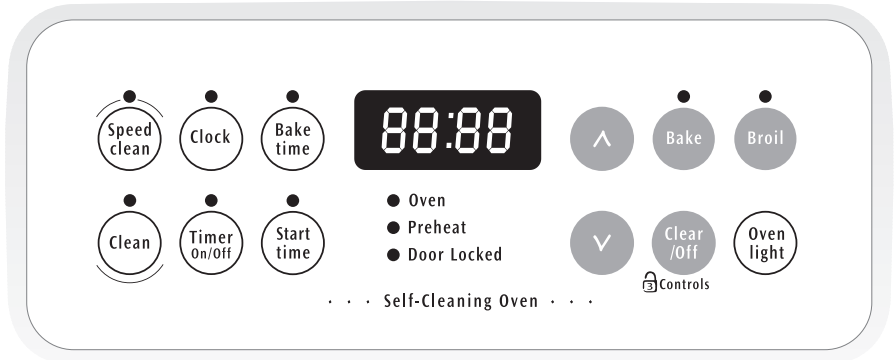 Speed
clean
Clock
Bake
time
88:88
Bake
Broil
Clean
Timer
On/Off
Start
time
Oven
Preheat
Door Locked
Clear
/Off
Oven
light
3 Controls
Self-Cleaning Oven